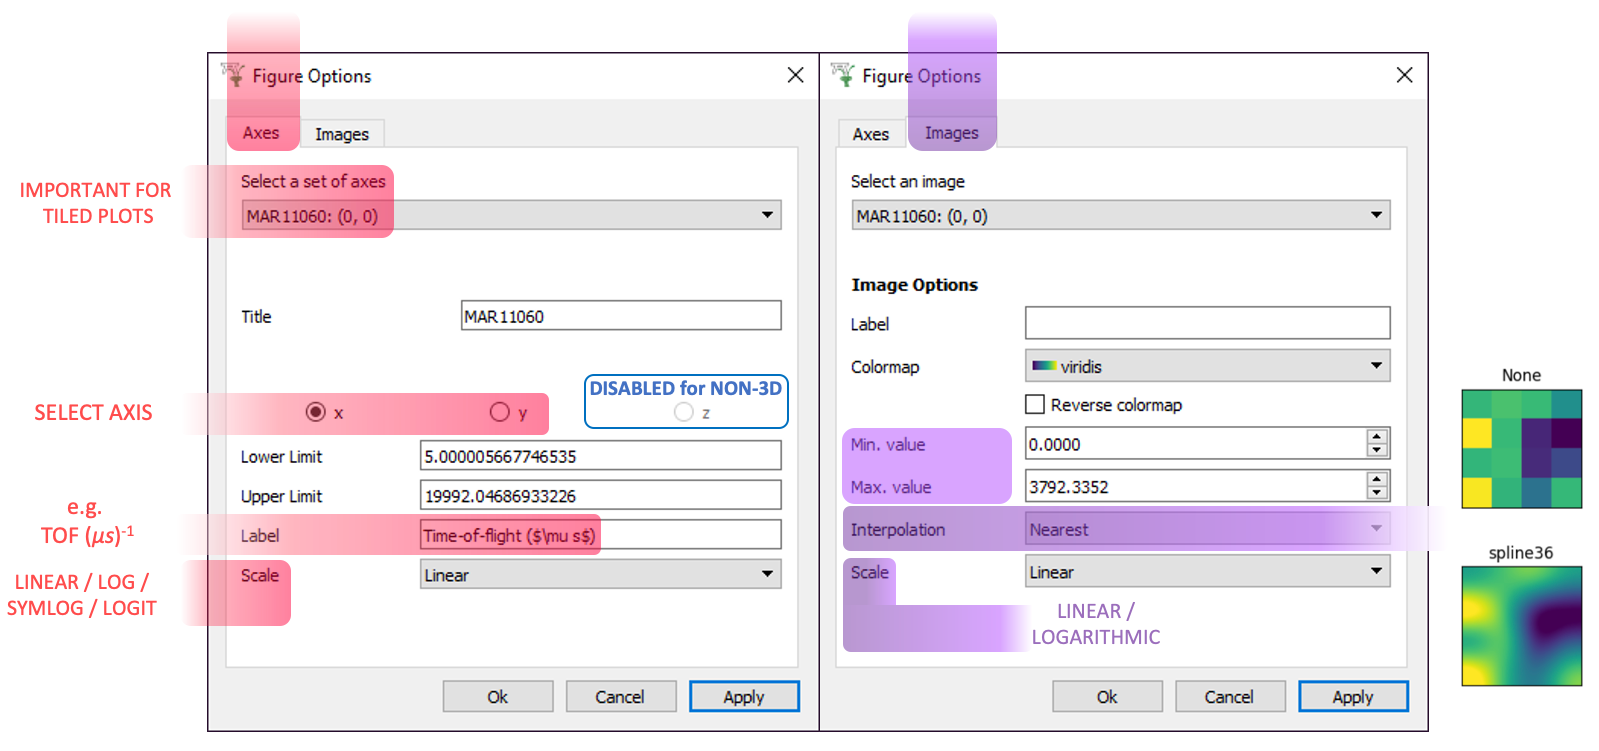 Figure Options
Axes
Images
IMPORTANT FOR
TILED PLOTS
Select a set of axes
MAR11060: (0, 0)
Title
MAR11060
DISABLED for NON-3D
SELECT AXIS
x
y
z
Lower Limit
5.000005667746535
Upper Limit
19992.04686933226
e.g.
TOF (μs)-1
Label
Time-of-flight ($\mu s$)
LINEAR / LOG /
SYMLOG / LOGIT
Scale
Linear
Ok
Cancel
Apply
Figure Options
Axes
Images
Select an image
MAR11060: (0, 0)
Image Options
Label
Colormap
viridis
Reverse colormap
Min. value
0.0000
Max. value
3792.3352
Interpolation
Nearest
Scale
Linear
LINEAR /
LOGARITHMIC
Ok
Cancel
Apply
None
spline36